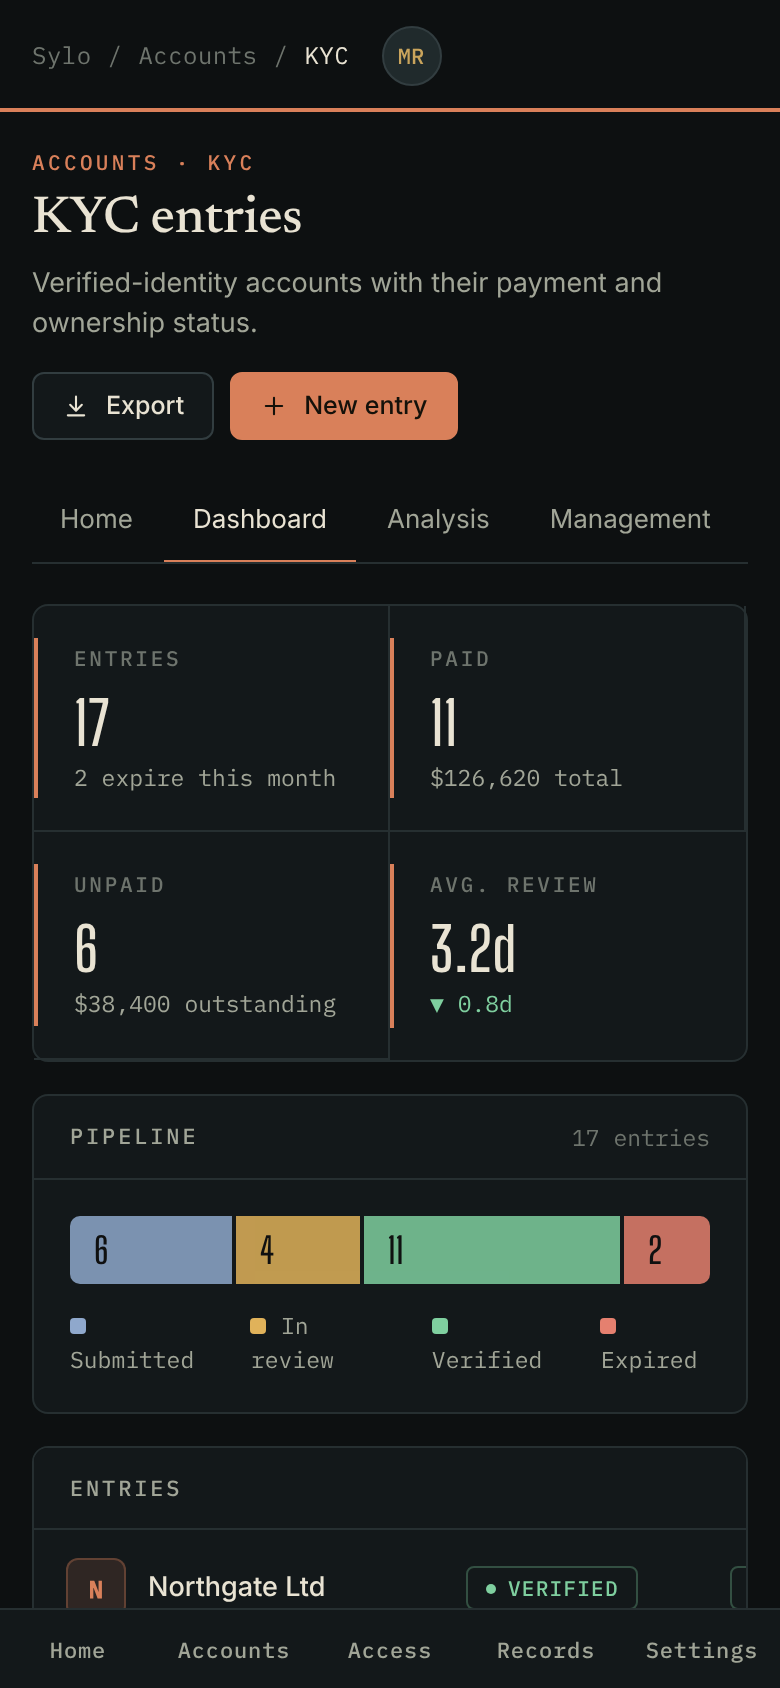 Sylo / Accounts / KYC MR
ACCOUNTS · KYC
KYC entries
Verified-identity accounts with their payment and
ownership status.
Export + New entry
Home Dashboard Analysis Management
ENTRIES PAID
17 11
2 expire this month $126,620 total
UNPAID AVG. REVIEW
6 3.2d
$38,400 outstanding ▼ 0.8d
PIPELINE 17 entries
6 4 11 2
Submitted In review Verified Expired
ENTRIES
N Northgate Ltd VERIFIED
Home Accounts Access Records Settings